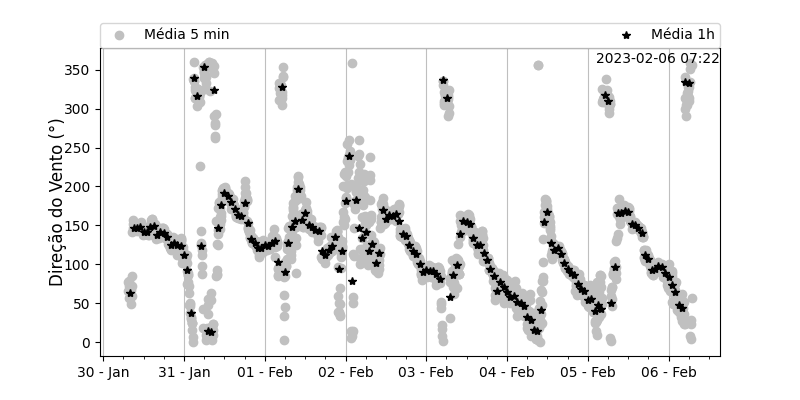 Média 5 min
Média 1h
2023-02-06 07:22
Direção do Vento (°)
350
300
250
200
150
100
50
0
30 - Jan
31 - Jan
01 - Feb
02 - Feb
03 - Feb
04 - Feb
05 - Feb
06 - Feb